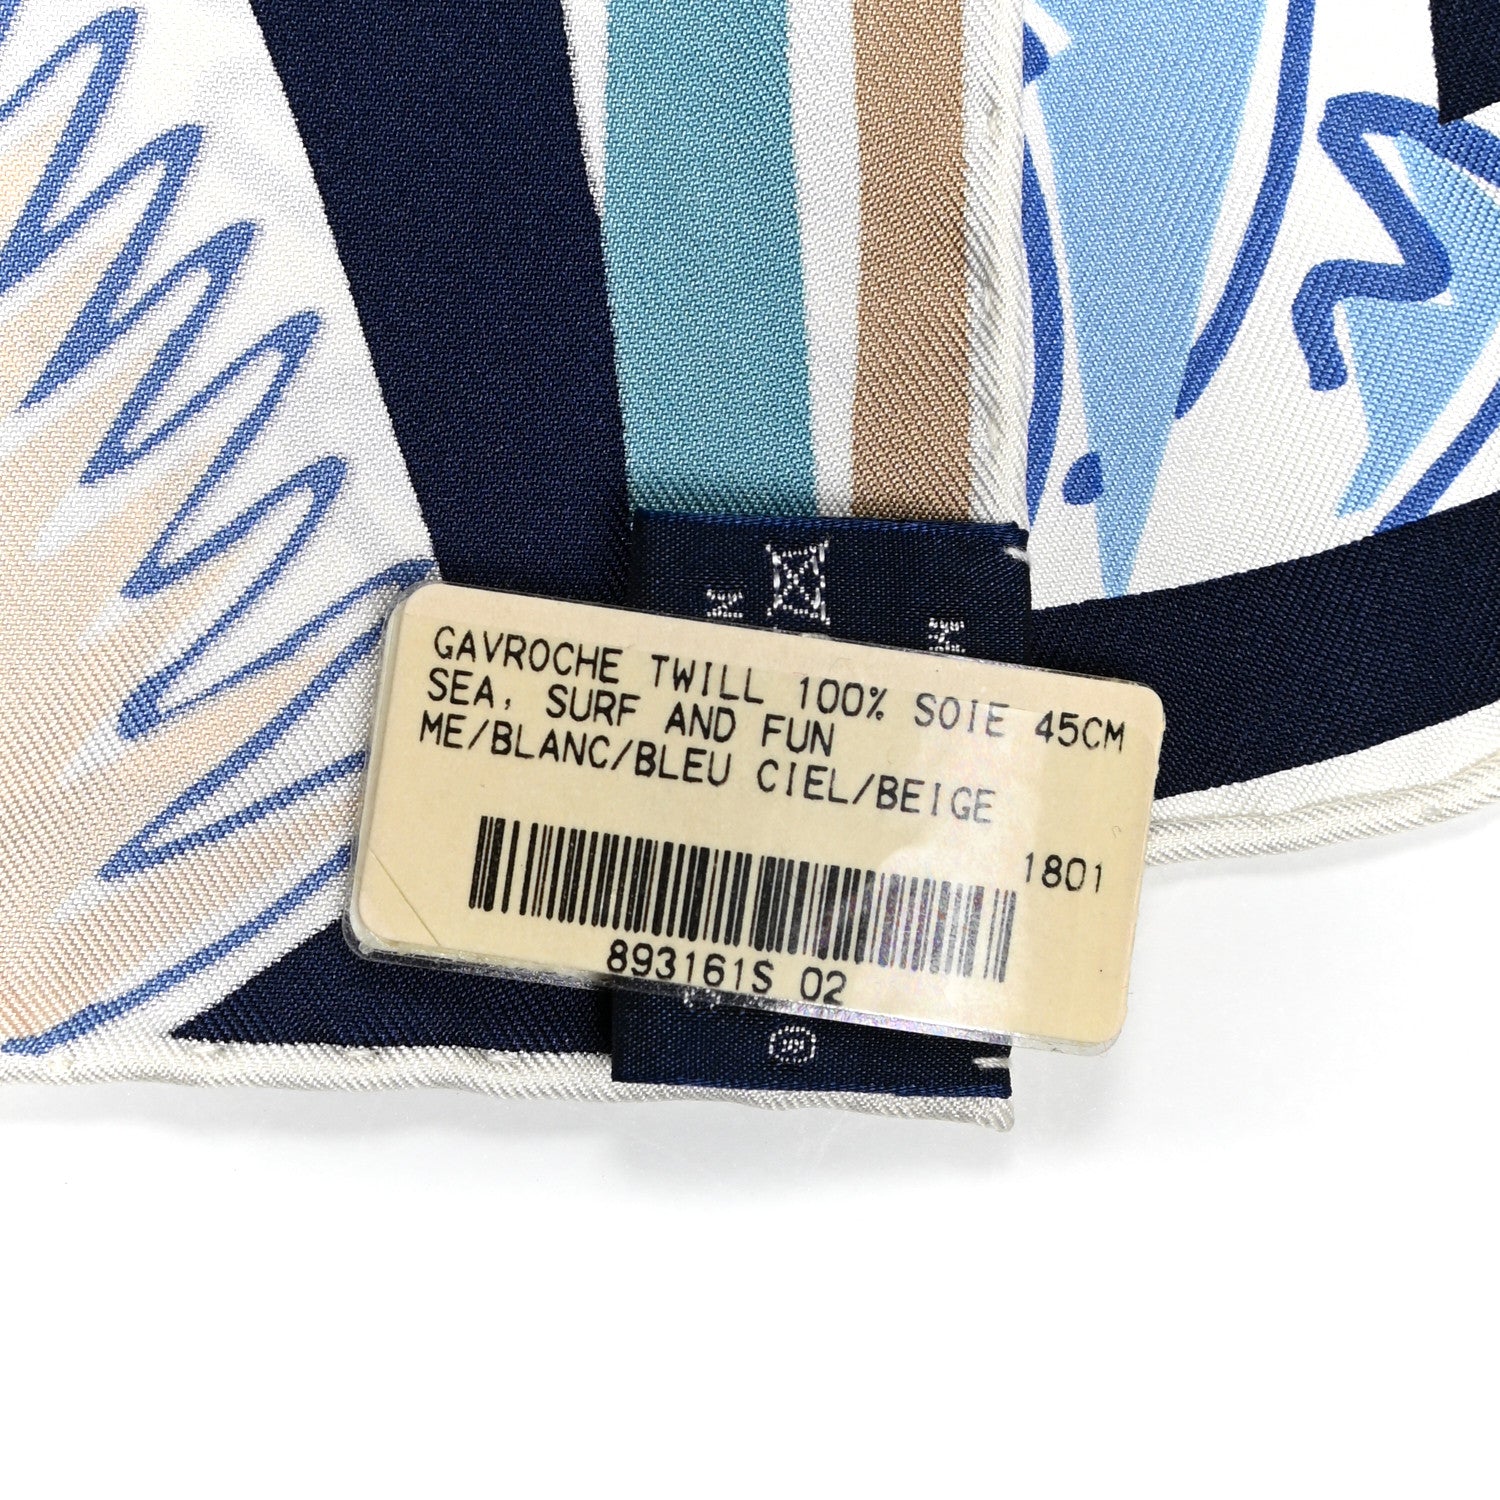 GAVROCHE TWILL 100% SOIE 45CM
SEA, SURF AND FUN
ME/BLANC/BLEU CIEL/BEIGE
1801
893161S 02